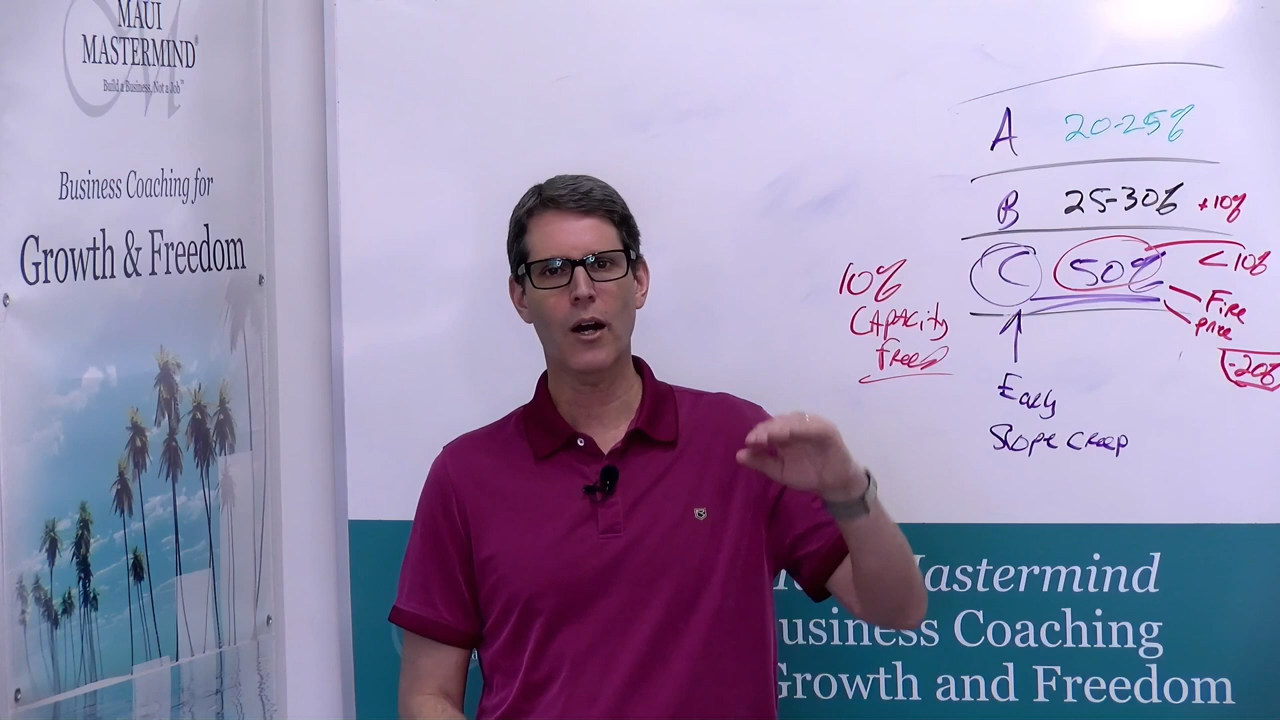 MAUI
MASTERMIND®
Build a Business, Not a Job™
Business Coaching for
Growth & Freedom
A 20-25%
B 25-30% +10%
C 50% <10%
Fire
price
-20%
10%
CAPACity
freed
Early
Scope creep
Mastermind
usiness Coaching
Growth and Freedom